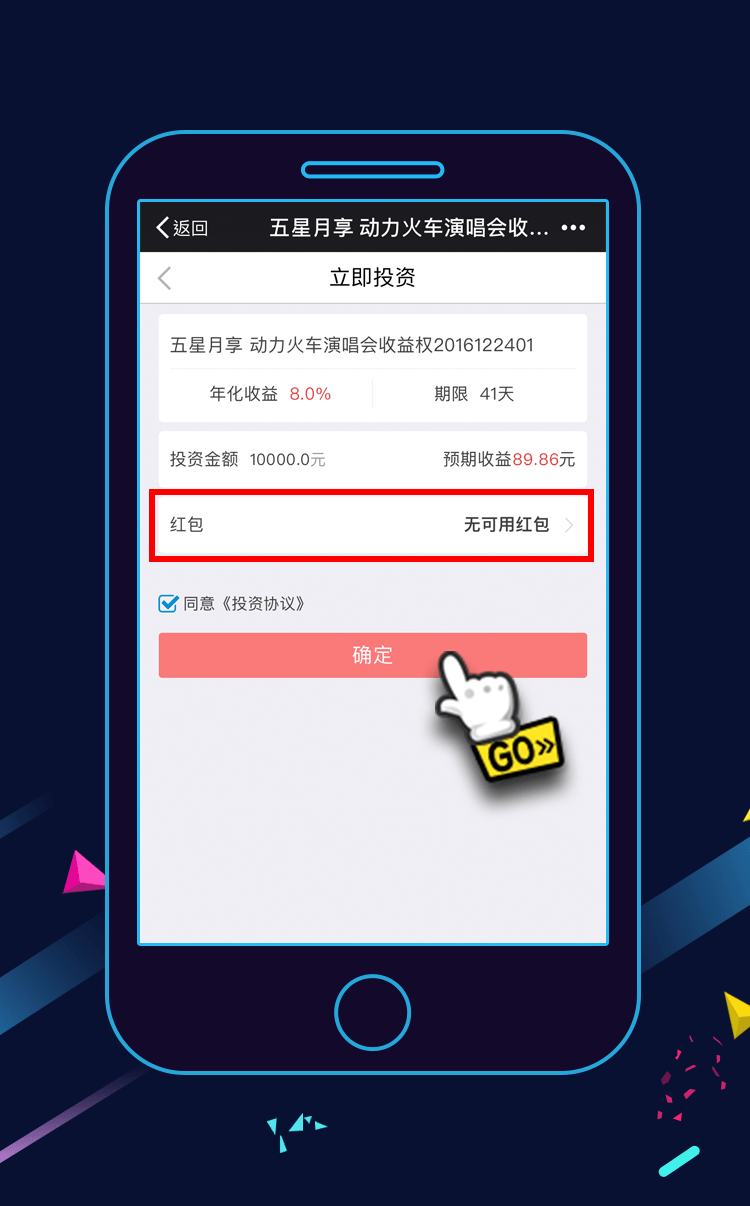 返回 五星月享 动力火车演唱会收... •••
立即投资
五星月享 动力火车演唱会收益权2016122401
年化收益 8.0% 期限 41天
投资金额 10000.0元 预期收益89.86元
红包 无可用红包
同意《投资协议》
确定
GO»